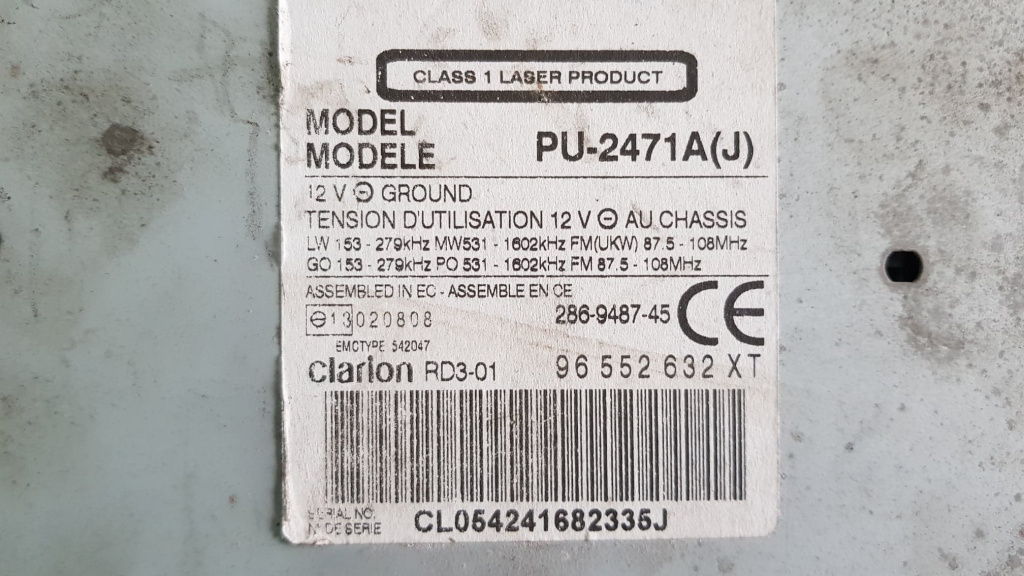 CLASS 1 LASER PRODUCT
MODEL
MODELE PU-2471A(J)
12 V ⊖ GROUND
TENSION D'UTILISATION 12 V ⊖ AU CHASSIS
LW 153 - 279kHz MW531 - 1602kHz FM(UKW) 87.5 - 108MHz
GO 153 - 279kHz PO 531 - 1602kHz FM 87.5 - 108MHz
ASSEMBLED IN EC - ASSEMBLE EN CE
286-9487-45 CE
⊖13 020808
EMCTYPE 542047
Clarion RD3-01 96 552 632 XT
SERIAL NO.
N° DE SERIE CL054241682335J